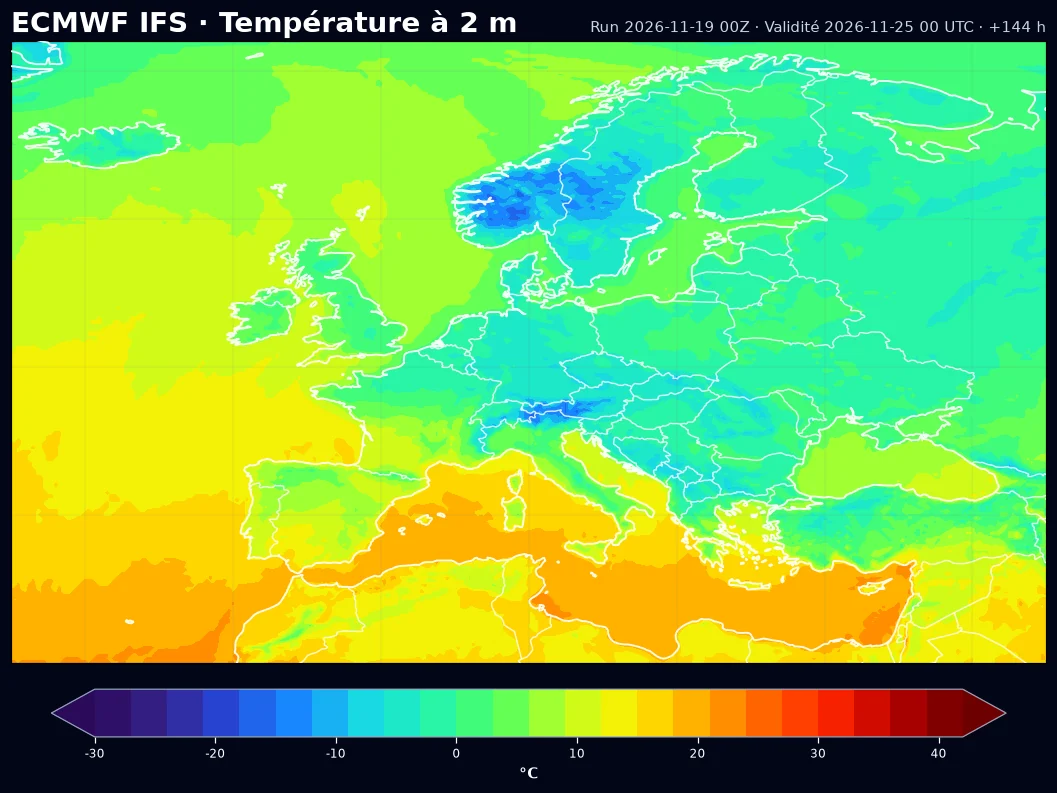 ECMWF IFS · Température à 2 m
Run 2026-11-19 00Z · Validité 2026-11-25 00 UTC · +144 h
-30 -20 -10 0 10 20 30 40
°C